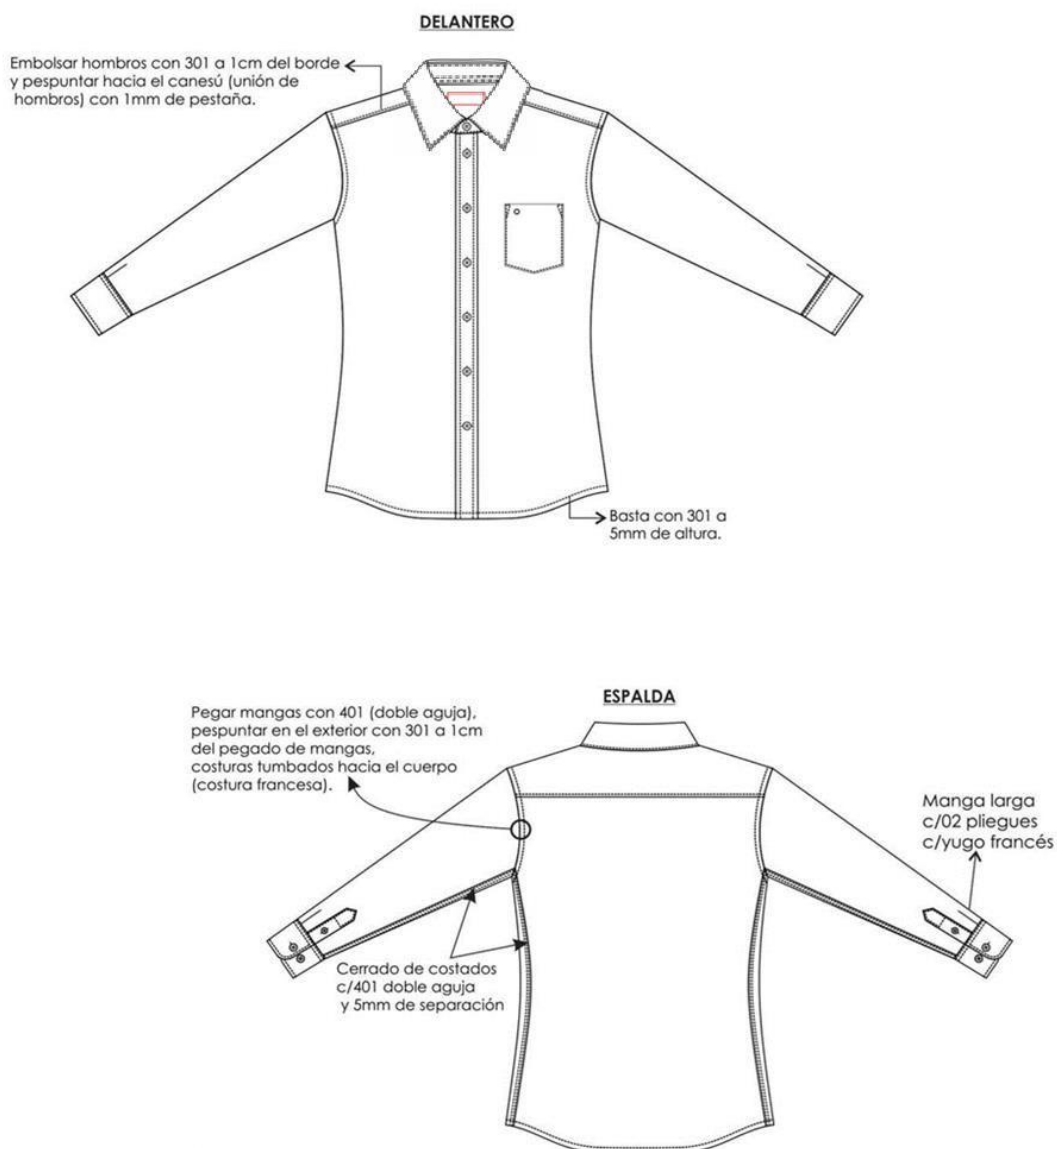 DELANTERO
Embolsar hombros con 301 a 1cm del borde
y pespuntar hacia el canesú (unión de
hombros) con 1mm de pestaña.
Basta con 301 a
5mm de altura.
ESPALDA
Pegar mangas con 401 (doble aguja),
pespuntar en el exterior con 301 a 1cm
del pegado de mangas,
costuras tumbados hacia el cuerpo
(costura francesa).
Manga larga
c/02 pliegues
c/yugo francés
Cerrado de costados
c/401 doble aguja
y 5mm de separación